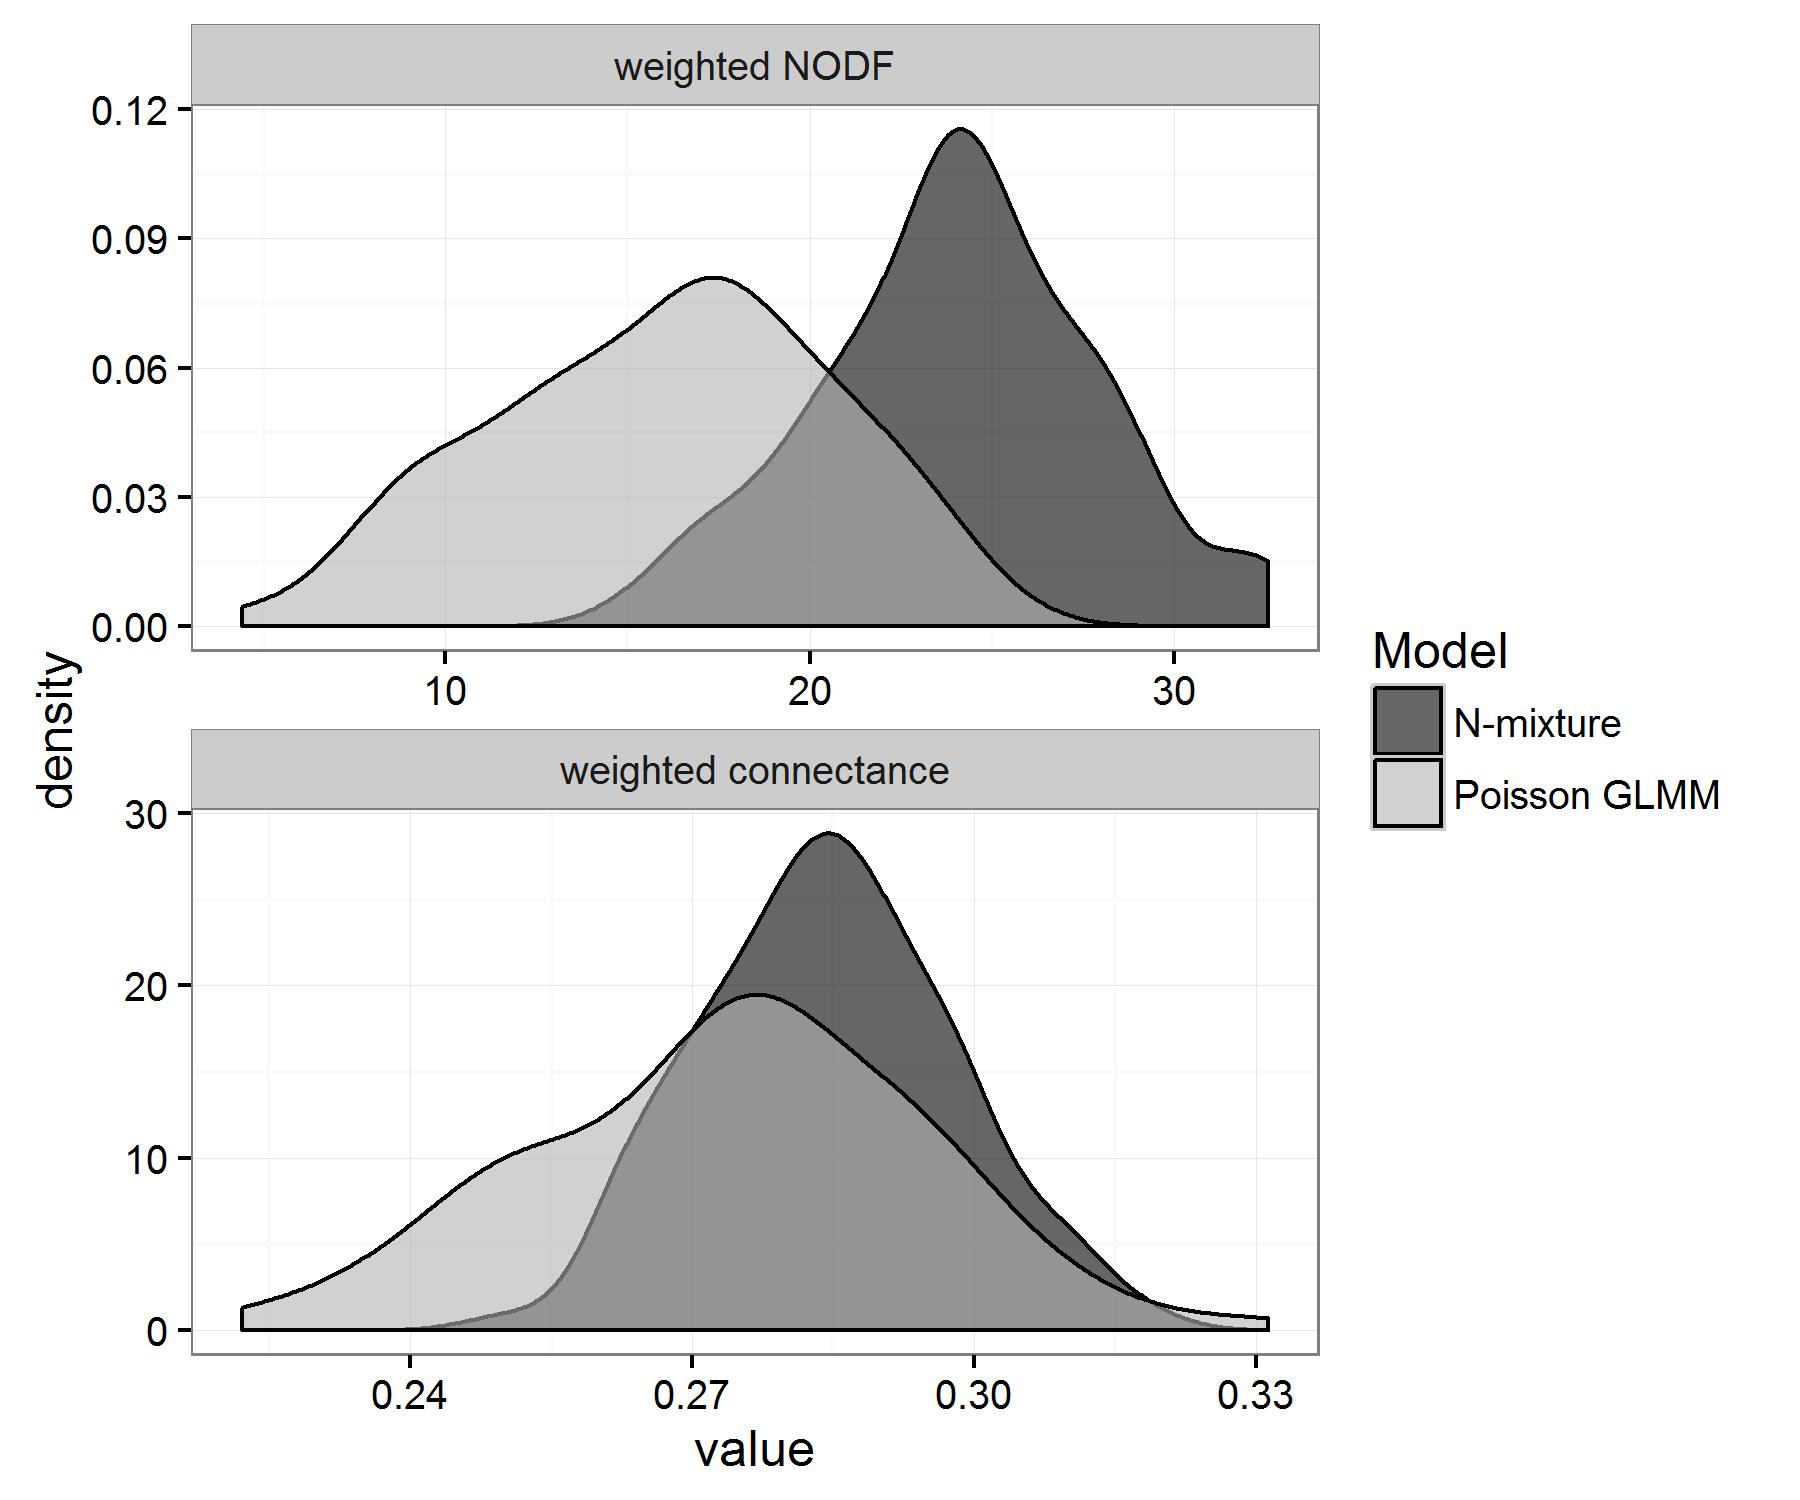 weighted NODF
0.12
0.09
0.06
0.03
0.00
10 20 30
density
weighted connectance
30
20
10
0
0.24 0.27 0.30 0.33
value
Model
N-mixture
Poisson GLMM